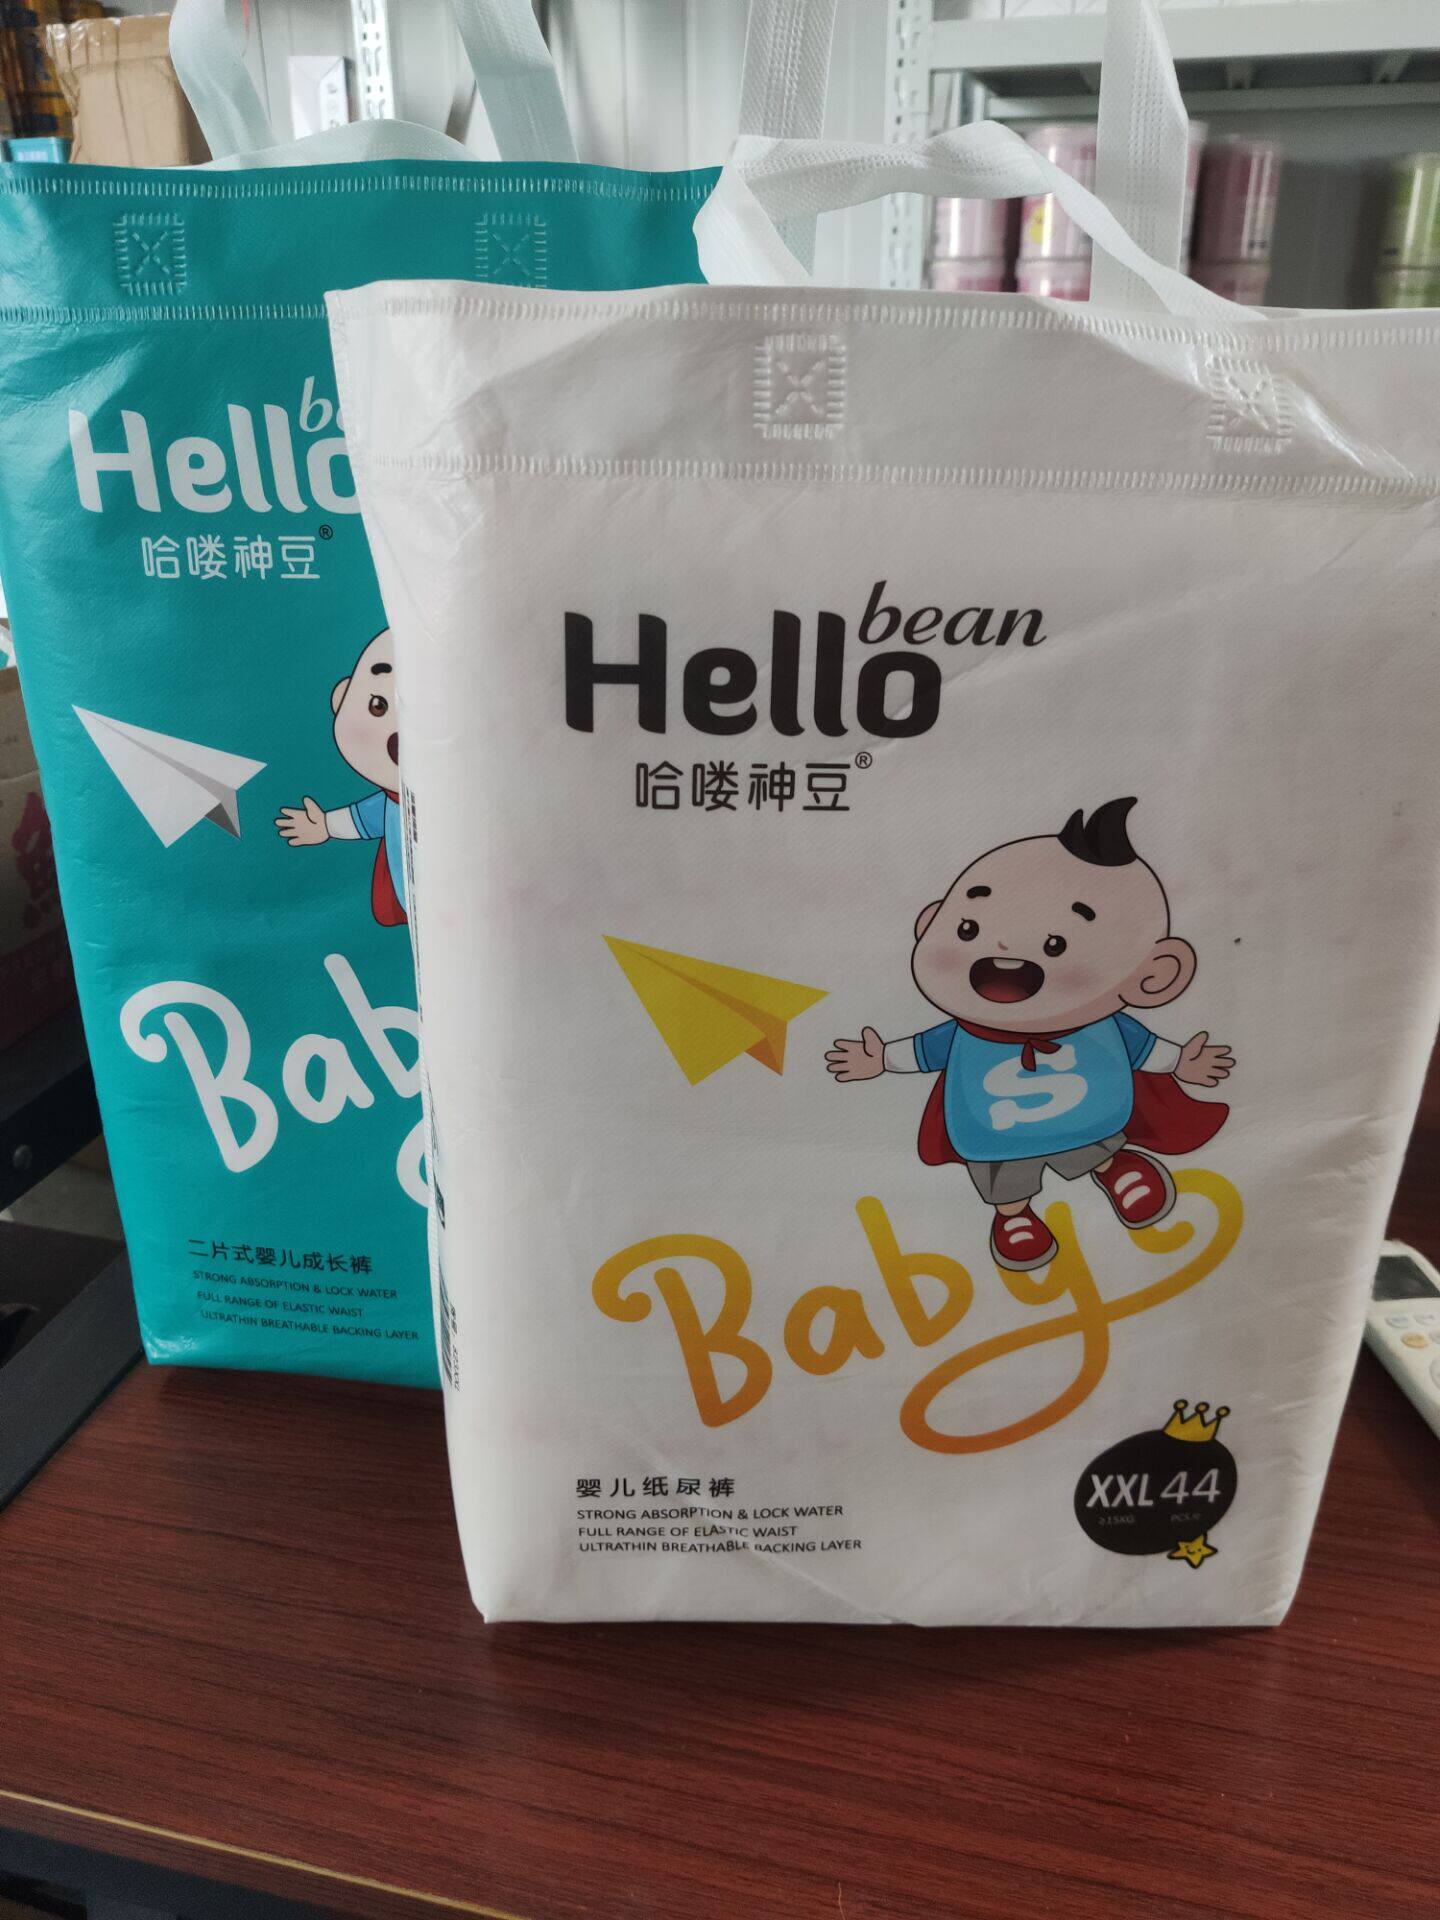 Hello
哈喽神豆®
Baby
二片式婴儿成长裤
STRONG ABSORPTION & LOCK WATER
FULL RANGE OF ELASTIC WAIST
ULTRATHIN BREATHABLE BACKING LAYER
bean
Hello
哈喽神豆®
S
Baby
婴儿纸尿裤
STRONG ABSORPTION & LOCK WATER
FULL RANGE OF ELASTIC WAIST
ULTRATHIN BREATHABLE BACKING LAYER
XXL 44
≥15KG